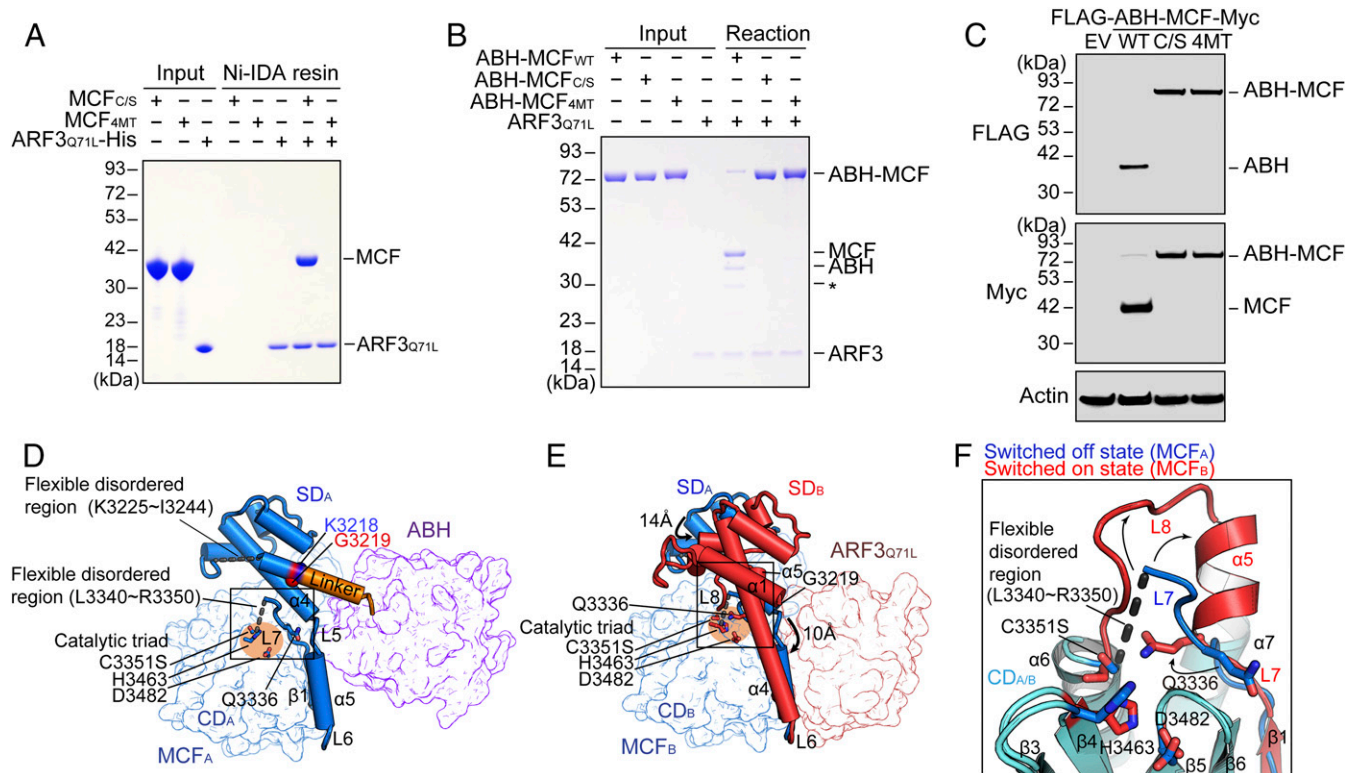 A
Input Ni-IDA resin
MCFC/S + – – + – – + –
MCF4MT – + – – + – – +
ARF3Q71L-His – – + – – + + +
93
72
53
42
30
23
18
14
(kDa)
MCF
ARF3Q71L
B
Input Reaction
ABH-MCFWT + – – – + – –
ABH-MCFC/S – + – – – + –
ABH-MCF4MT – – + – – – +
ARF3Q71L – – – + + + +
93
72
53
42
30
23
18
14
(kDa)
ABH-MCF
MCF
ABH
*
ARF3
C
FLAG-ABH-MCF-Myc
EV WT C/S 4MT
(kDa)
93
72
53
42
30
FLAG
ABH-MCF
ABH
(kDa)
93
72
53
42
30
Myc
ABH-MCF
MCF
Actin
D
Flexible disordered
region (K3225~I3244)
SDA
K3218
G3219
ABH
Linker
Flexible disordered
region (L3340~R3350)
α4
L5
L7
Catalytic triad
C3351S
H3463
D3482
Q3336
β1
α5
CDA
L6
MCFA
E
SDA
SDB
14Å
ARF3Q71L
α5
G3219
α1
L8
Q3336
Catalytic triad
C3351S
H3463
D3482
10Å
α4
CDB
L6
MCFB
F
Switched off state (MCFA)
Switched on state (MCFB)
L8
Flexible
disordered
region
(L3340~R3350)
α5
L7
C3351S
α6
α7
CDA/B
Q3336
L7
D3482
β4
H3463
β3
β5
β6
β1